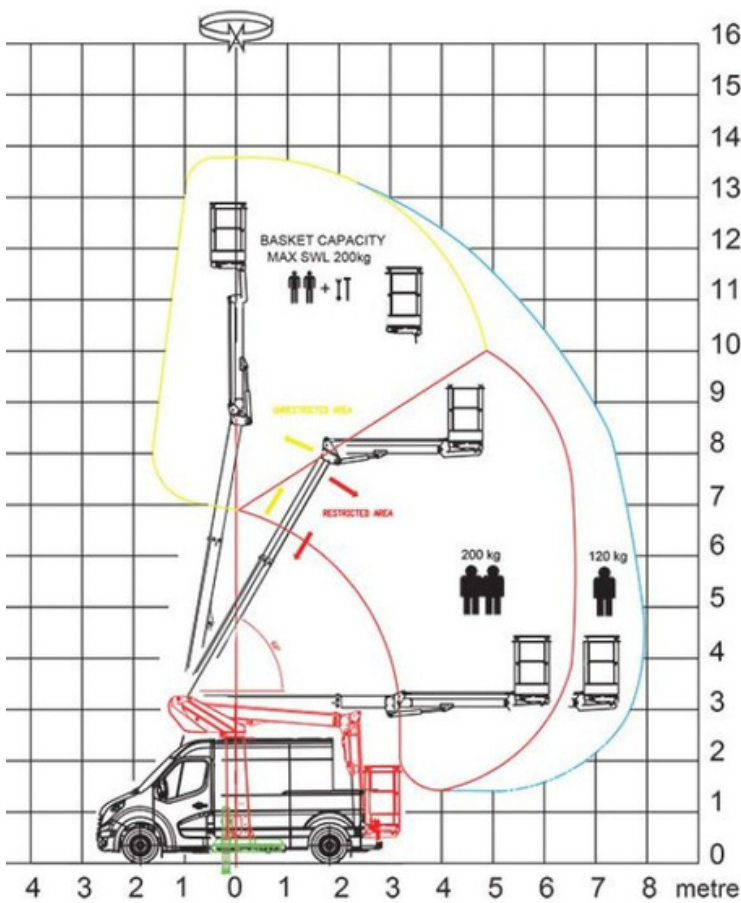 16
15
14
13
12
11
10
9
8
7
6
5
4
3
2
1
0
BASKET CAPACITY
MAX SWL 200kg
+
UNRESTRICTED AREA
RESTRICTED AREA
200 kg
120 kg
60°
4 3 2 1 0 1 2 3 4 5 6 7 8 metre